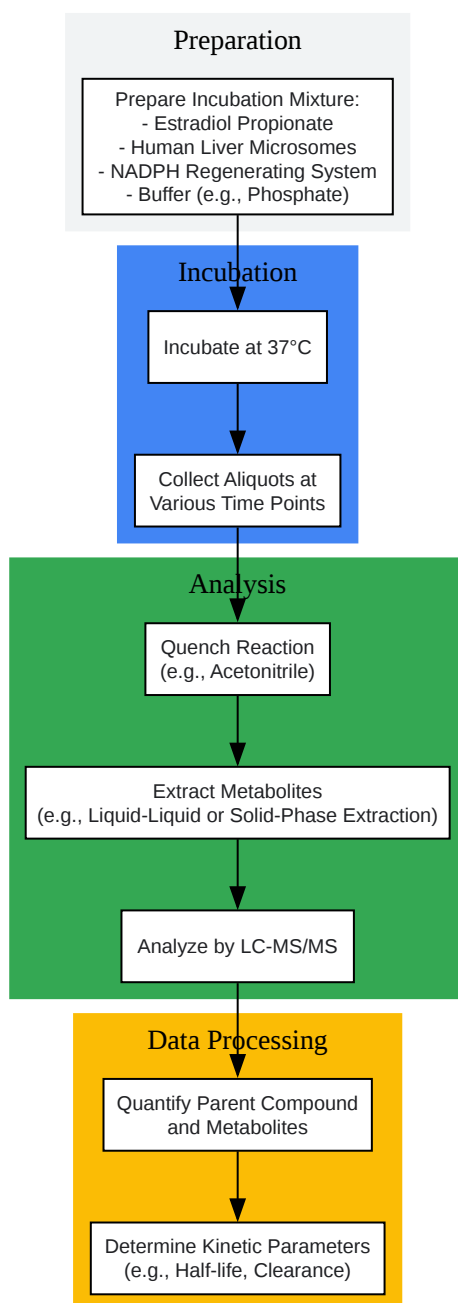 Preparation
Prepare Incubation Mixture:
- Estradiol Propionate
- Human Liver Microsomes
- NADPH Regenerating System
- Buffer (e.g., Phosphate)
Incubation
Incubate at 37°C
Collect Aliquots at
Various Time Points
Analysis
Quench Reaction
(e.g., Acetonitrile)
Extract Metabolites
(e.g., Liquid-Liquid or Solid-Phase Extraction)
Analyze by LC-MS/MS
Data Processing
Quantify Parent Compound
and Metabolites
Determine Kinetic Parameters
(e.g., Half-life, Clearance)